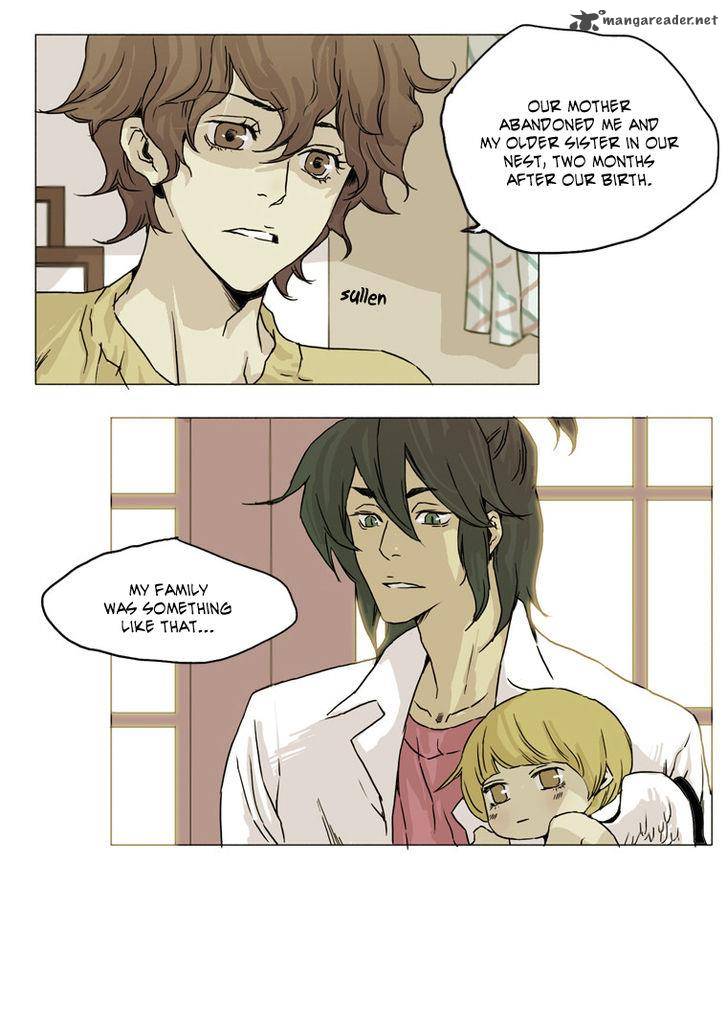 mangareader.net
OUR MOTHER
ABANDONED ME AND
MY OLDER SISTER IN OUR
NEST, TWO MONTHS
AFTER OUR BIRTH.
sullen
MY FAMILY
WAS SOMETHING
LIKE THAT...